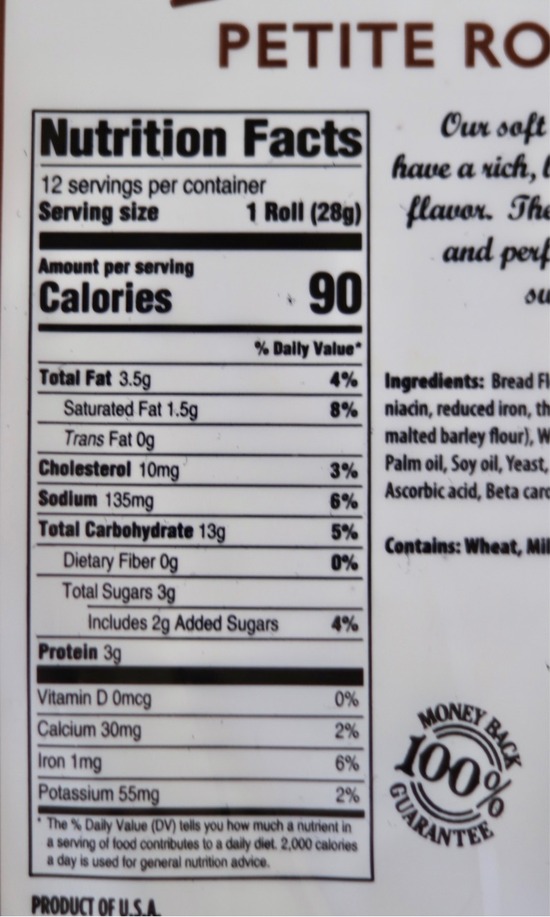 PETITE RO
Nutrition Facts
12 servings per container
Serving size 1 Roll (28g)
Amount per serving
Calories 90
% Daily Value*
Total Fat 3.5g 4%
Saturated Fat 1.5g 8%
Trans Fat 0g
Cholesterol 10mg 3%
Sodium 135mg 6%
Total Carbohydrate 13g 5%
Dietary Fiber 0g 0%
Total Sugars 3g
Includes 2g Added Sugars 4%
Protein 3g
Vitamin D 0mcg 0%
Calcium 30mg 2%
Iron 1mg 6%
Potassium 55mg 2%
* The % Daily Value (DV) tells you how much a nutrient in
a serving of food contributes to a daily diet. 2,000 calories
a day is used for general nutrition advice.
PRODUCT OF U.S.A.
Our soft
have a rich,
flavor. The
and perf
su
Ingredients: Bread Fl
niacin, reduced iron, th
malted barley flour), W
Palm oil, Soy oil, Yeast,
Ascorbic acid, Beta caro
Contains: Wheat, Mil
MONEY BACK
100%
GUARANTEE